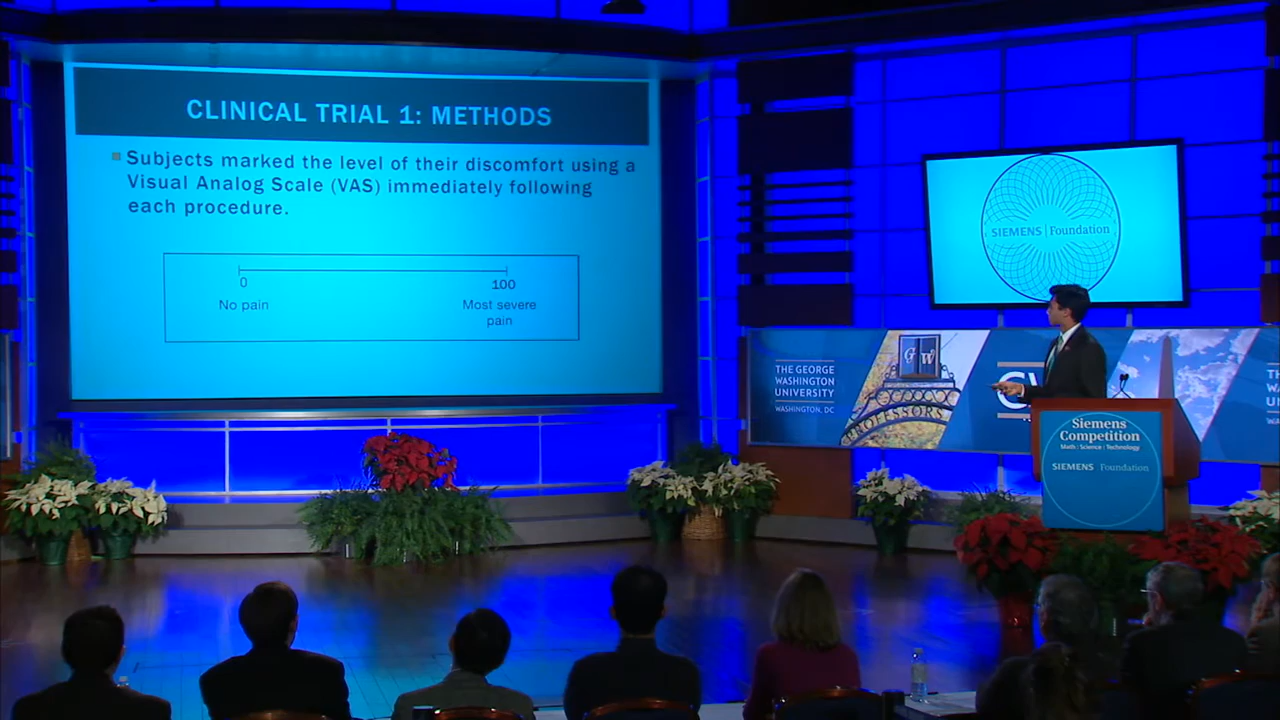 CLINICAL TRIAL 1: METHODS
Subjects marked the level of their discomfort using a
Visual Analog Scale (VAS) immediately following
each procedure.
0
100
No pain
Most severe
pain
SIEMENS | Foundation
THE GEORGE
WASHINGTON
UNIVERSITY
WASHINGTON, DC
GW
PROFESSORS
Siemens
Competition
Math | Science | Technology
SIEMENS Foundation